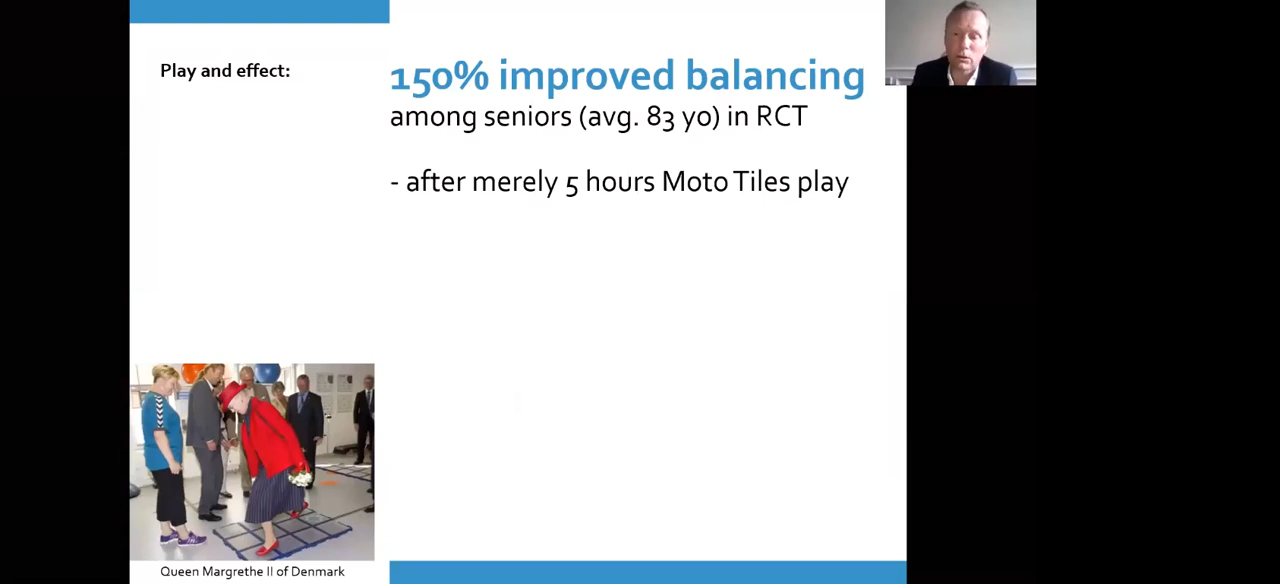 Play and effect:
150% improved balancing
among seniors (avg. 83 yo) in RCT
- after merely 5 hours Moto Tiles play
Queen Margrethe II of Denmark